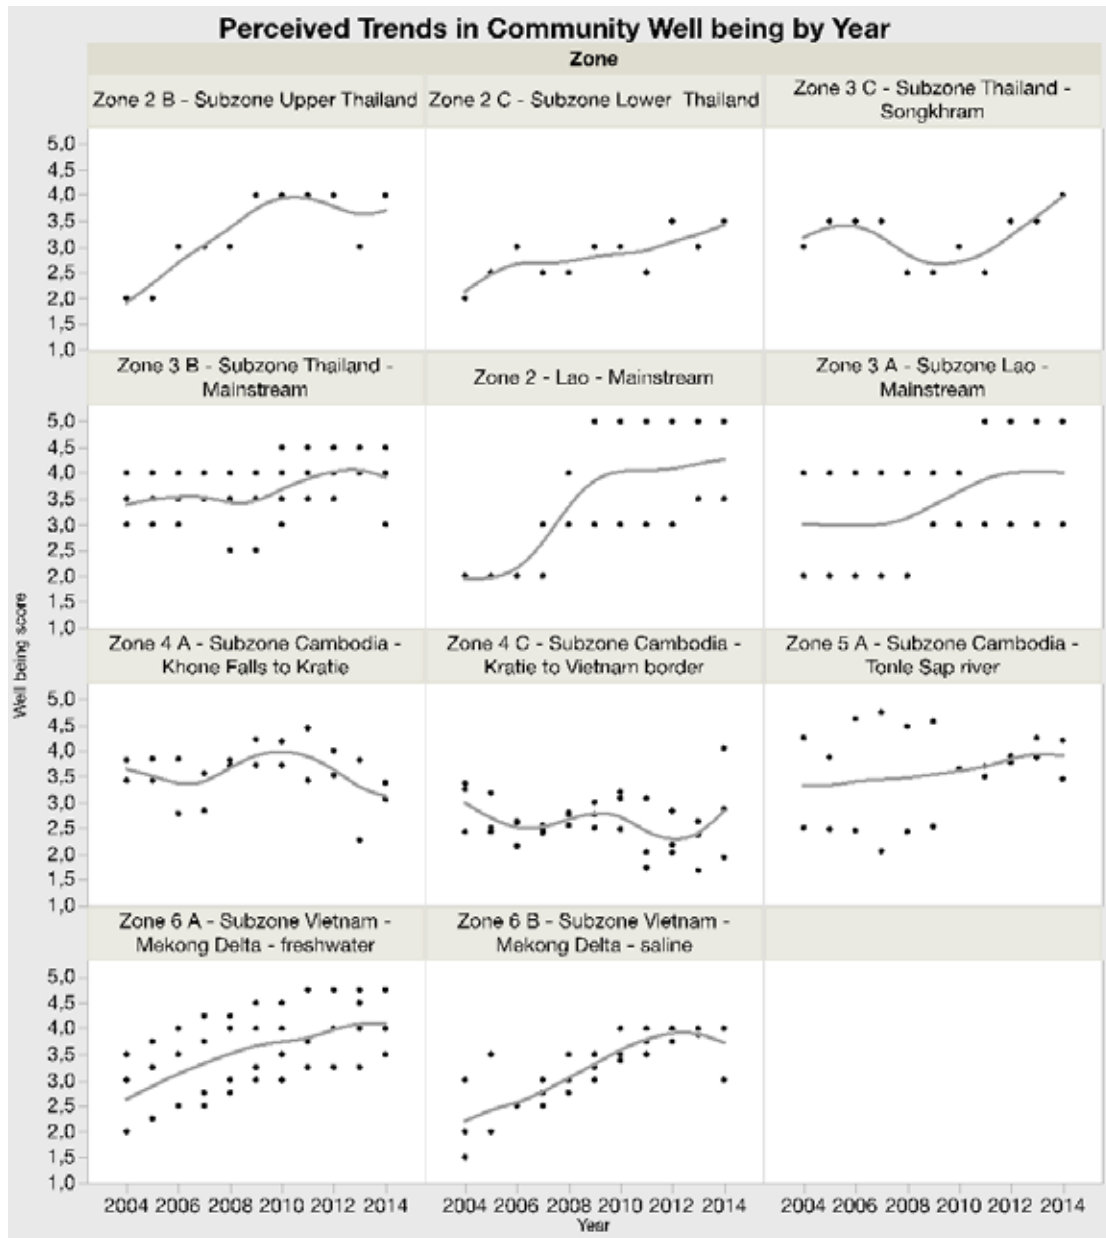 Perceived Trends in Community Well being by Year
Zone
Zone 2 B - Subzone Upper Thailand
Zone 2 C - Subzone Lower Thailand
Zone 3 C - Subzone Thailand -
Songkhram
5,0
4,5
4,0
3,5
3,0
2,5
2,0
1,5
1,0
Zone 3 B - Subzone Thailand -
Mainstream
Zone 2 - Lao - Mainstream
Zone 3 A - Subzone Lao -
Mainstream
5,0
4,5
4,0
3,5
3,0
2,5
2,0
1,5
1,0
Well being score
Zone 4 A - Subzone Cambodia -
Khone Falls to Kratie
Zone 4 C - Subzone Cambodia -
Kratie to Vietnam border
Zone 5 A - Subzone Cambodia -
Tonle Sap river
5,0
4,5
4,0
3,5
3,0
2,5
2,0
1,5
1,0
Zone 6 A - Subzone Vietnam -
Mekong Delta - freshwater
Zone 6 B - Subzone Vietnam -
Mekong Delta - saline
5,0
4,5
4,0
3,5
3,0
2,5
2,0
1,5
1,0
2004 2006 2008 2010 2012 2014
2004 2006 2008 2010 2012 2014
2004 2006 2008 2010 2012 2014
Year